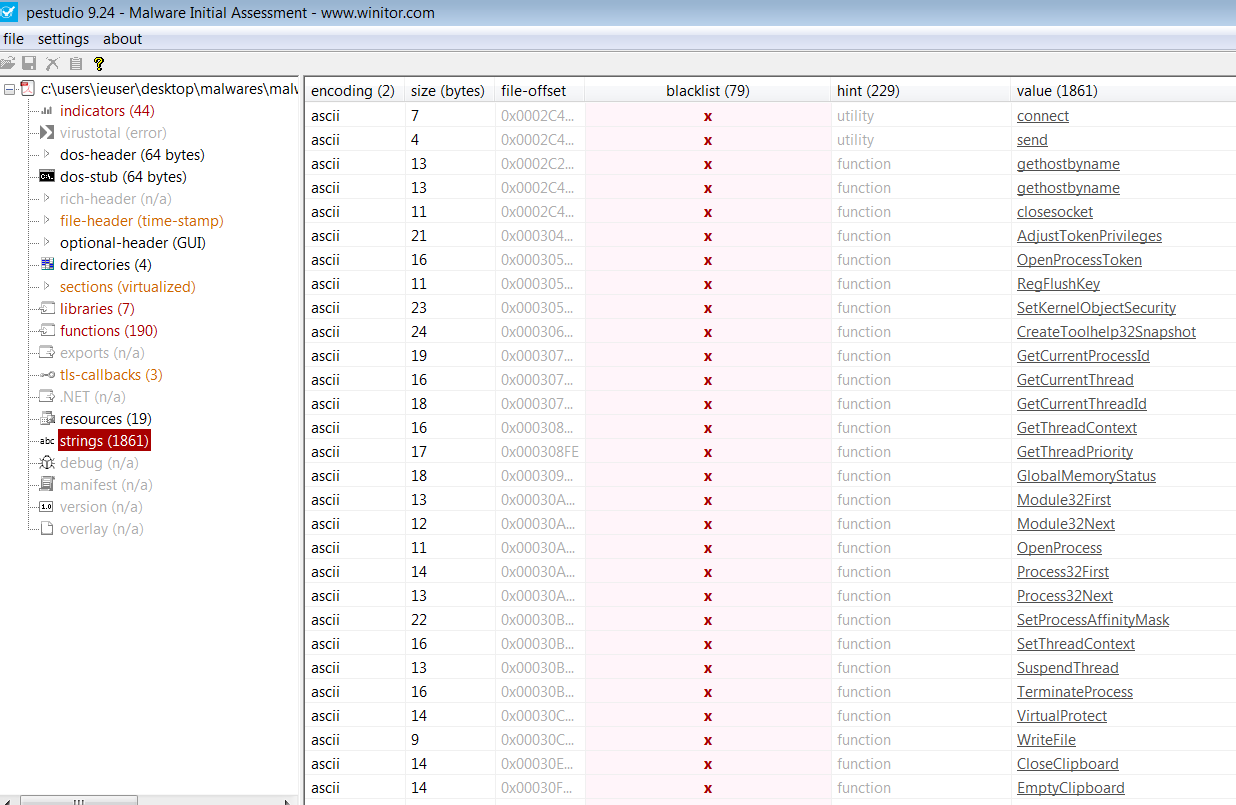 pestudio 9.24 - Malware Initial Assessment - www.winitor.com
file settings about
c:\users\ieuser\desktop\malwares\malw
indicators (44)
virustotal (error)
dos-header (64 bytes)
dos-stub (64 bytes)
rich-header (n/a)
file-header (time-stamp)
optional-header (GUI)
directories (4)
sections (virtualized)
libraries (7)
functions (190)
exports (n/a)
tls-callbacks (3)
.NET (n/a)
resources (19)
abc strings (1861)
debug (n/a)
manifest (n/a)
1.0 version (n/a)
overlay (n/a)
encoding (2) size (bytes) file-offset blacklist (79) hint (229) value (1861)
ascii 7 0x0002C4... x utility connect
ascii 4 0x0002C4... x utility send
ascii 13 0x0002C2... x function gethostbyname
ascii 13 0x0002C4... x function gethostbyname
ascii 11 0x0002C4... x function closesocket
ascii 21 0x000304... x function AdjustTokenPrivileges
ascii 16 0x000305... x function OpenProcessToken
ascii 11 0x000305... x function RegFlushKey
ascii 23 0x000305... x function SetKernelObjectSecurity
ascii 24 0x000306... x function CreateToolhelp32Snapshot
ascii 19 0x000307... x function GetCurrentProcessId
ascii 16 0x000307... x function GetCurrentThread
ascii 18 0x000307... x function GetCurrentThreadId
ascii 16 0x000308... x function GetThreadContext
ascii 17 0x000308FE x function GetThreadPriority
ascii 18 0x000309... x function GlobalMemoryStatus
ascii 13 0x00030A... x function Module32First
ascii 12 0x00030A... x function Module32Next
ascii 11 0x00030A... x function OpenProcess
ascii 14 0x00030A... x function Process32First
ascii 13 0x00030A... x function Process32Next
ascii 22 0x00030B... x function SetProcessAffinityMask
ascii 16 0x00030B... x function SetThreadContext
ascii 13 0x00030B... x function SuspendThread
ascii 16 0x00030B... x function TerminateProcess
ascii 14 0x00030C... x function VirtualProtect
ascii 9 0x00030C... x function WriteFile
ascii 14 0x00030E... x function CloseClipboard
ascii 14 0x00030F... x function EmptyClipboard